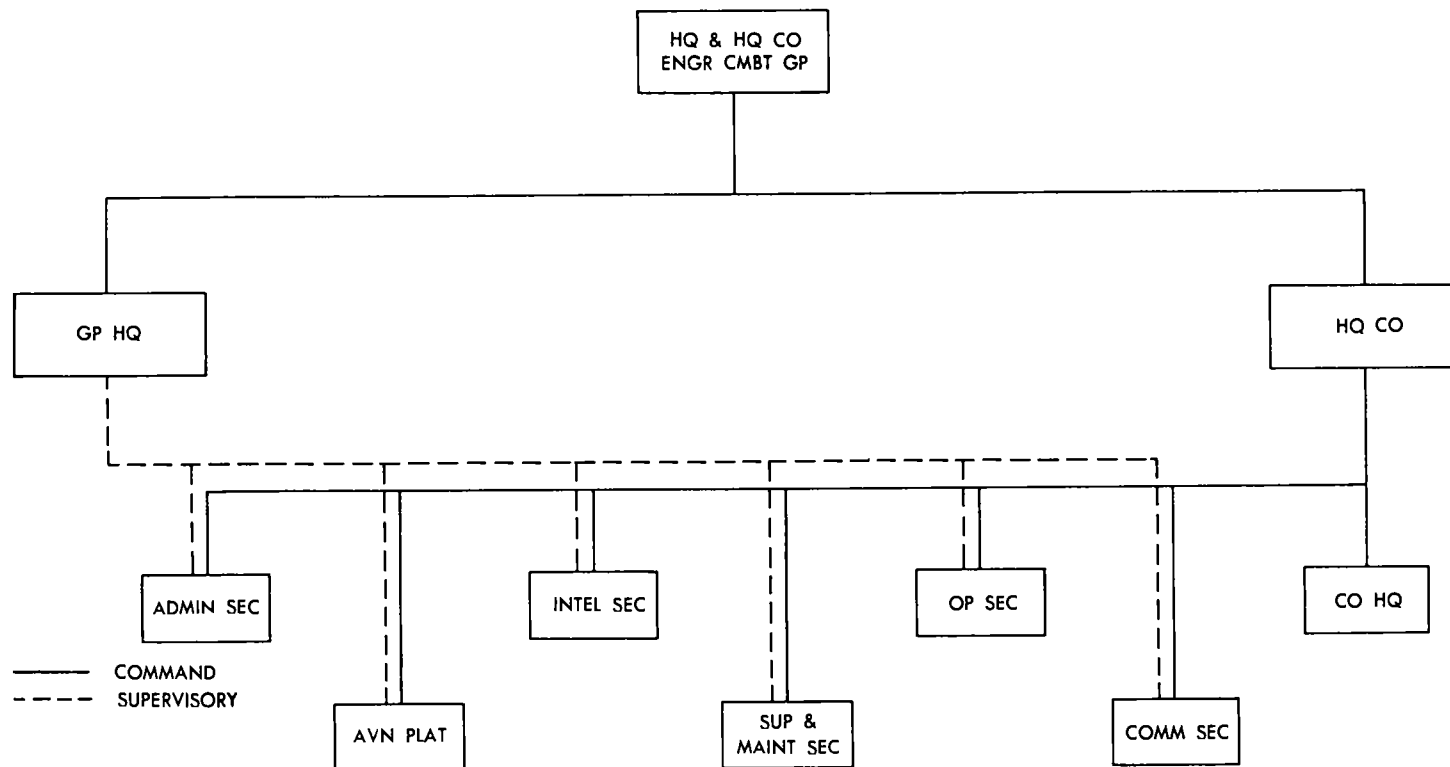 HQ & HQ CO
ENGR CMBT GP
GP HQ
HQ CO
ADMIN SEC
INTEL SEC
OP SEC
CO HQ
COMMAND
SUPERVISORY
AVN PLAT
SUP &
MAINT SEC
COMM SEC